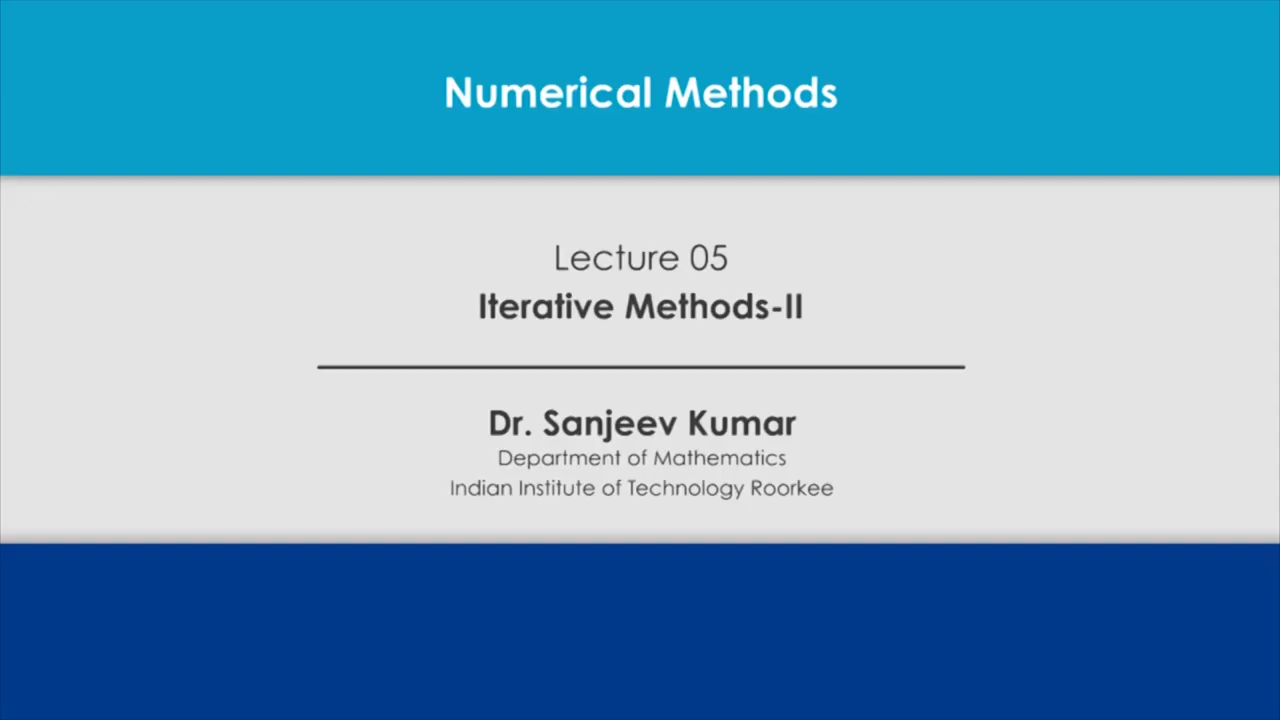 Numerical Methods
Lecture 05
Iterative Methods-II
Dr. Sanjeev Kumar
Department of Mathematics
Indian Institute of Technology Roorkee